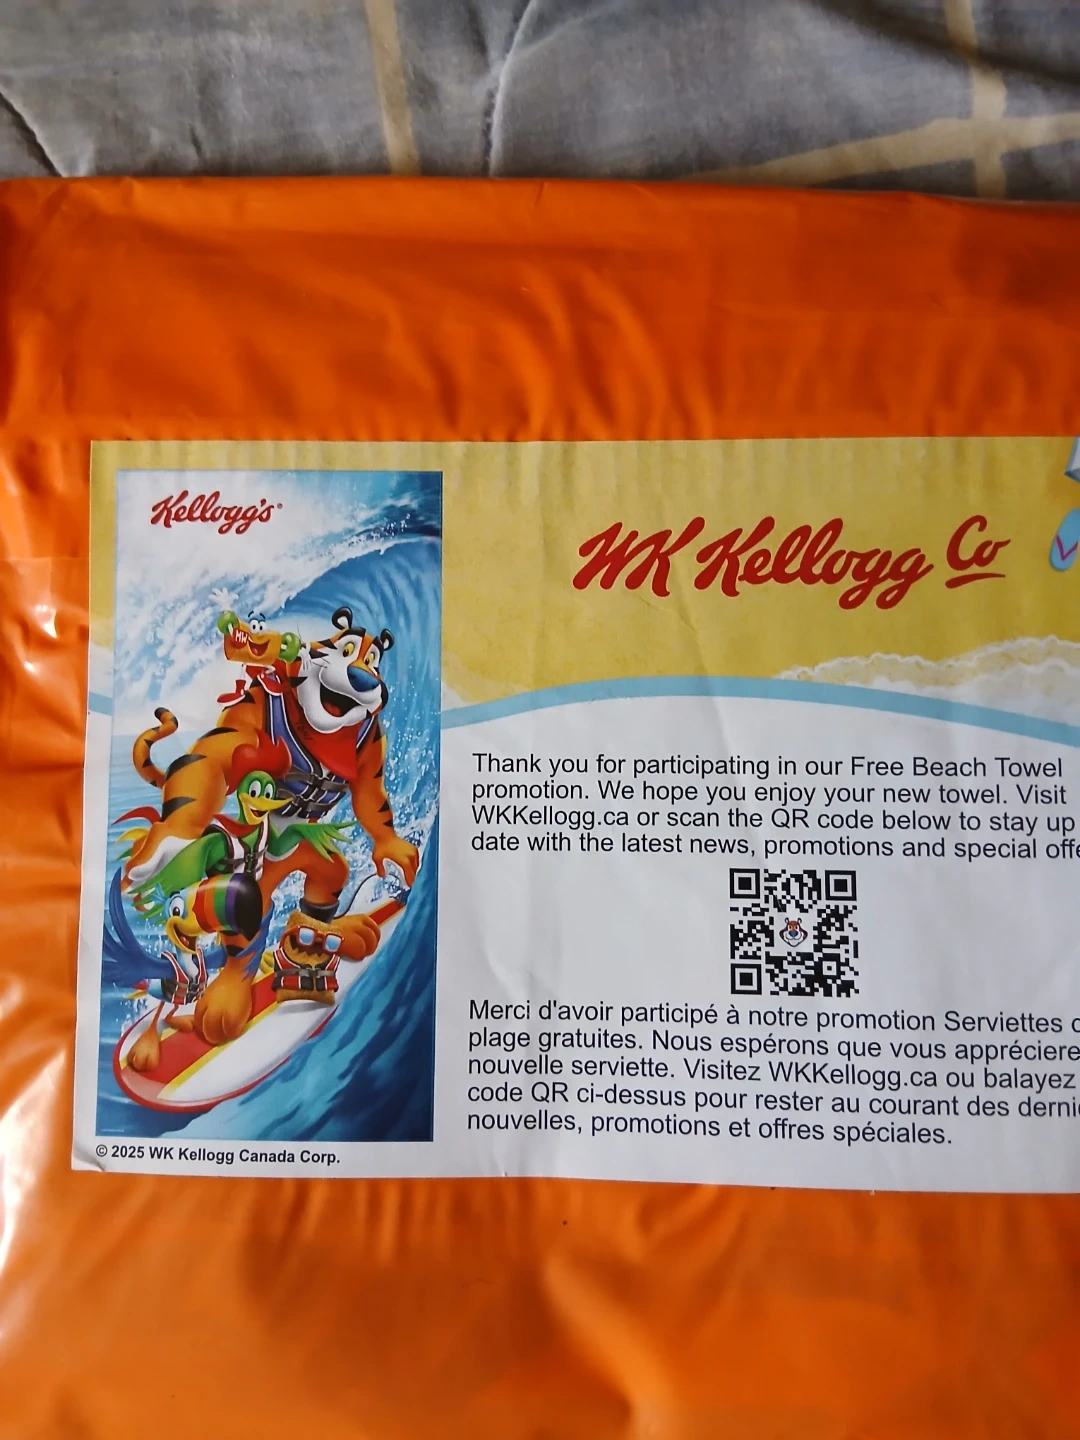 Kellogg's®
MW
WK Kellogg Co
Thank you for participating in our Free Beach Towel
promotion. We hope you enjoy your new towel. Visit
WKKellogg.ca or scan the QR code below to stay up
date with the latest news, promotions and special
Merci d'avoir participé à notre promotion Serviettes
plage gratuites. Nous espérons que vous
nouvelle serviette. Visitez WKKellogg.ca ou balayez
code QR ci-dessus pour rester au courant des
nouvelles, promotions et offres spéciales.
© 2025 WK Kellogg Canada Corp.